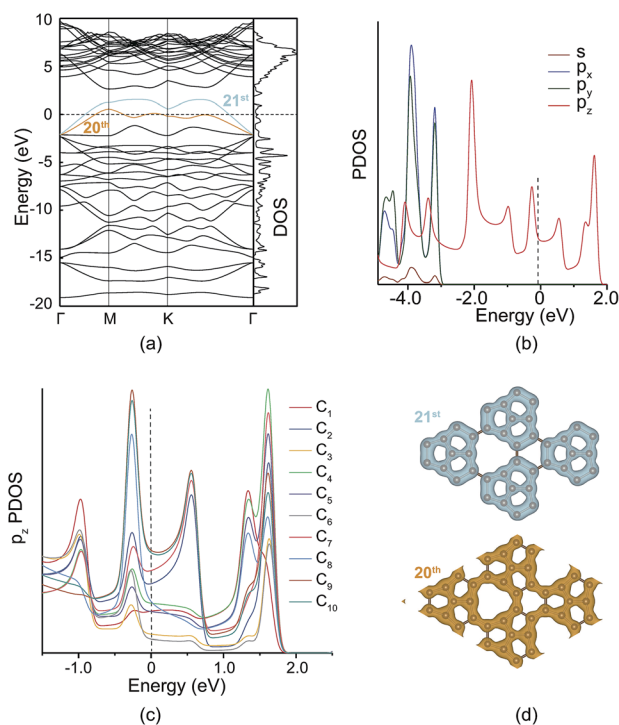 10
5
0
-5
-10
-15
-20
Energy (eV)
21st
20th
Γ
M
K
Γ
DOS
(a)
s
px
py
pz
PDOS
-4.0
-2.0
0
2.0
Energy (eV)
(b)
C1
C2
C3
C4
C5
C6
C7
C8
C9
C10
pz PDOS
-1.0
0
1.0
2.0
Energy (eV)
(c)
21st
20th
(d)